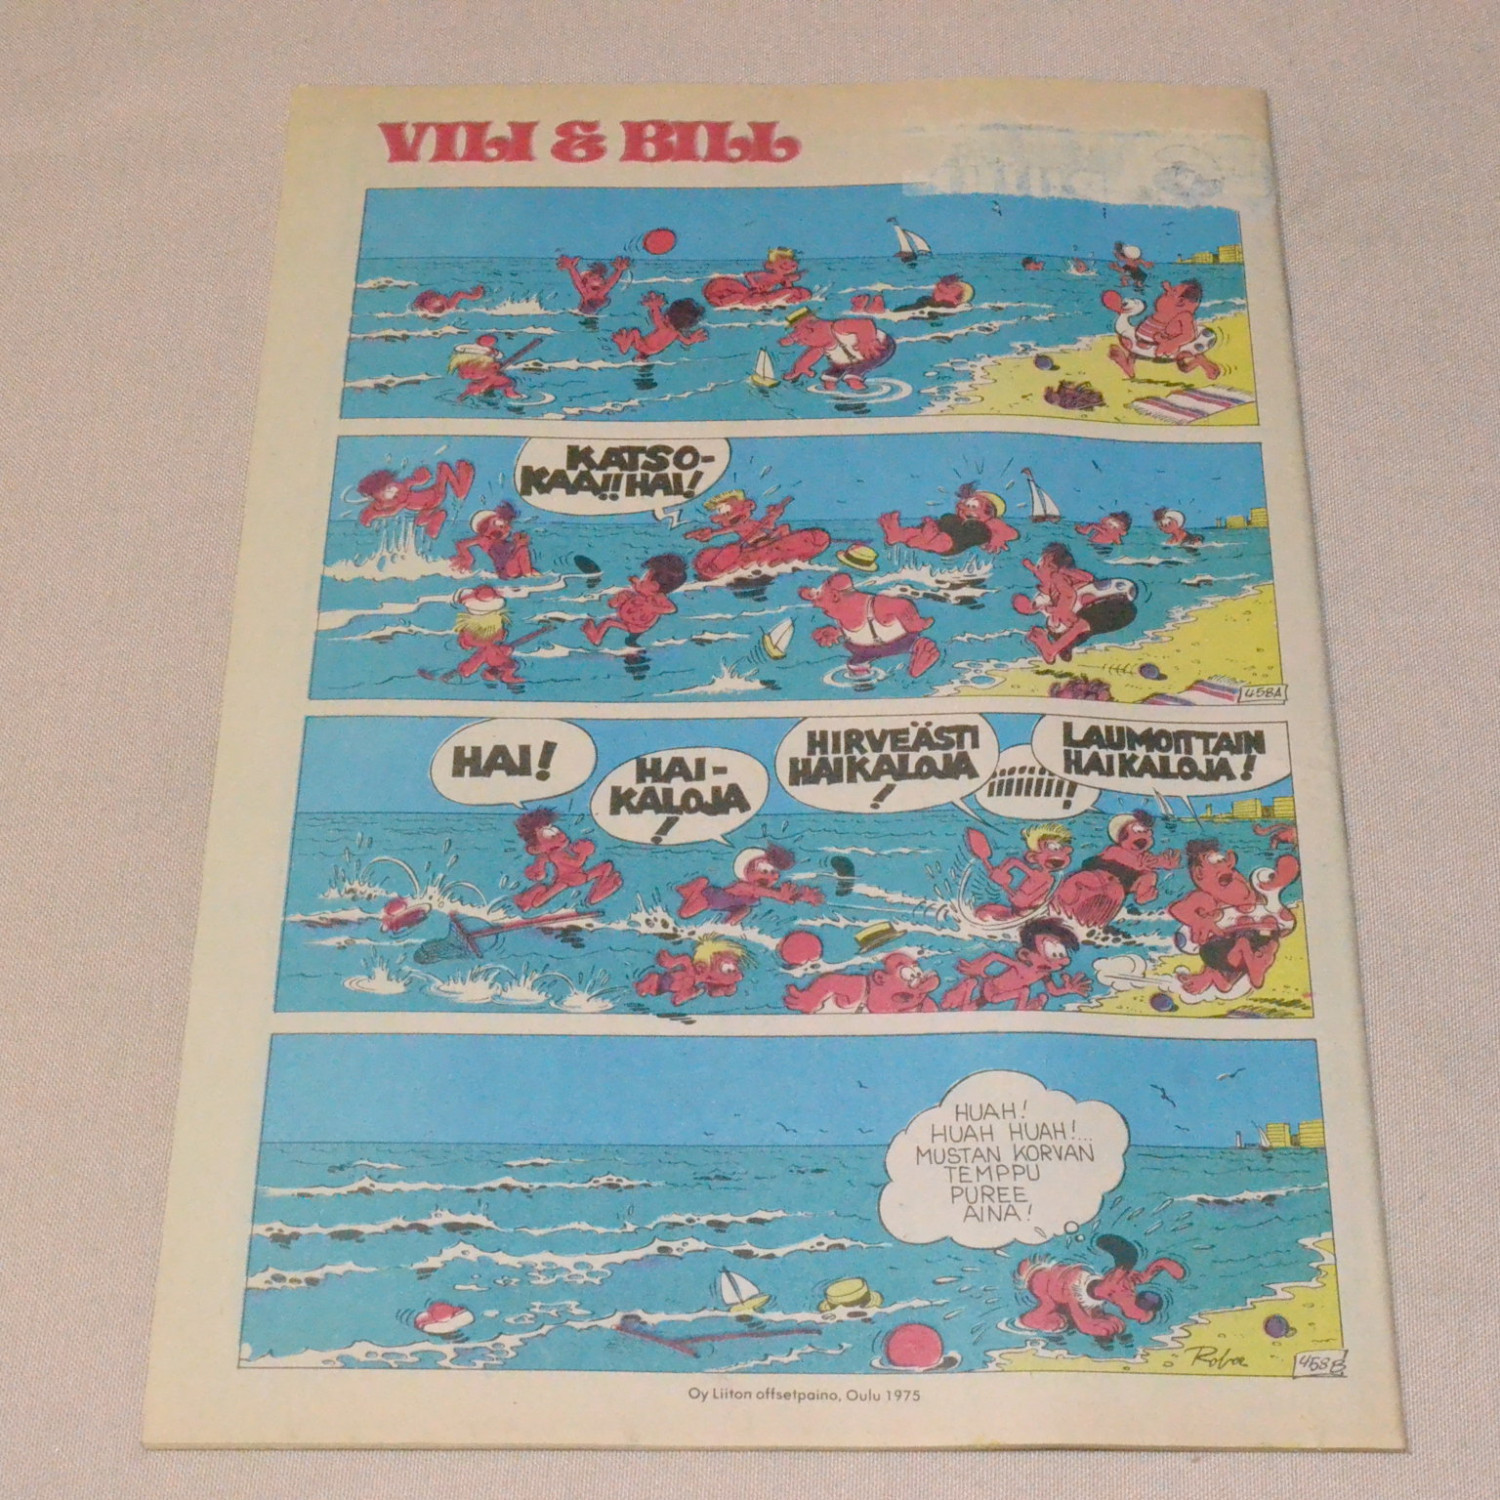 VILI & BILL
KATSO-
KAA!! HAI!
458A
HAI!
HAI-
KALOJA
!
HIRVEÄSTI
HAIKALOJA
!
IIIIIIIII!
LAUMOITTAIN
HAIKALOJA!
HUAH!
HUAH HUAH!...
MUSTAN KORVAN
TEMPPU
PUREE
AINA!
Roba
458B
Oy Liiton offsetpaino, Oulu 1975